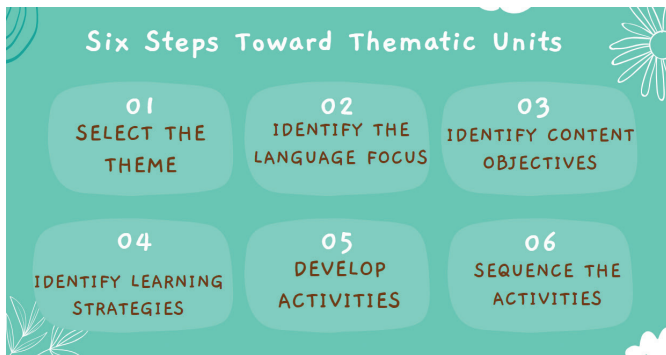 Six Steps Toward Thematic Units
01
SELECT THE
THEME
02
IDENTIFY THE
LANGUAGE FOCUS
03
IDENTIFY CONTENT
OBJECTIVES
04
IDENTIFY LEARNING
STRATEGIES
05
DEVELOP
ACTIVITIES
06
SEQUENCE THE
ACTIVITIES